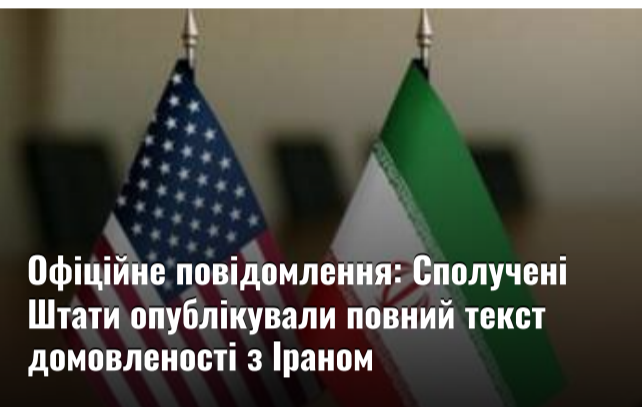 Офіційне повідомлення: Сполучені
Штати опублікували повний текст
домовленості з Іраном